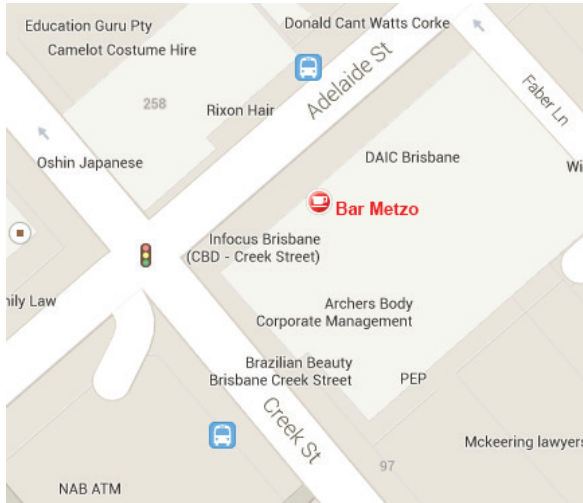 Education Guru Pty
Donald Cant Watts Corke
Camelot Costume Hire
Adelaide St
Faber Ln
258
Rixon Hair
Oshin Japanese
DAIC Brisbane
Wi
Bar Metzo
Infocus Brisbane
(CBD - Creek Street)
nily Law
Archers Body
Corporate Management
Brazilian Beauty
Brisbane Creek Street
PEP
Creek St
Mckeering lawyers
97
NAB ATM